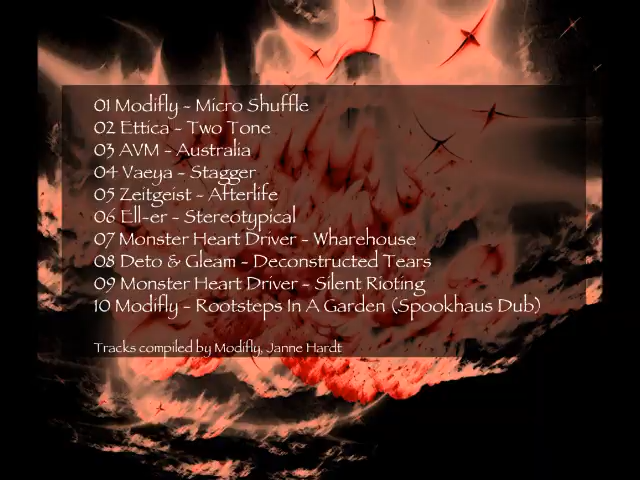 01 Modifly - Micro Shuffle
02 Ettica - Two Tone
03 AVM - Australia
04 Vaeya - Stagger
05 Zeitgeist - Afterlife
06 Ell-er - Stereotypical
07 Monster Heart Driver - Wharehouse
08 Deto & Gleam - Deconstructed Tears
09 Monster Heart Driver - Silent Rioting
10 Modifly - Rootsteps In A Garden (Spookhaus Dub)
Tracks compiled by Modifly, Janne Hardt